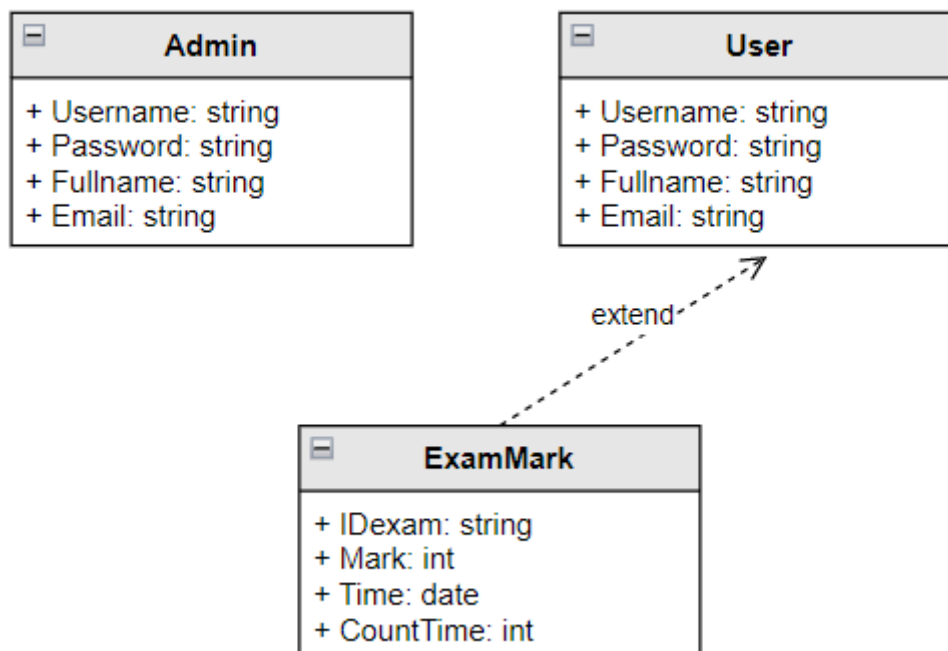 Admin
+ Username: string
+ Password: string
+ Fullname: string
+ Email: string
User
+ Username: string
+ Password: string
+ Fullname: string
+ Email: string
extend
ExamMark
+ IDexam: string
+ Mark: int
+ Time: date
+ CountTime: int